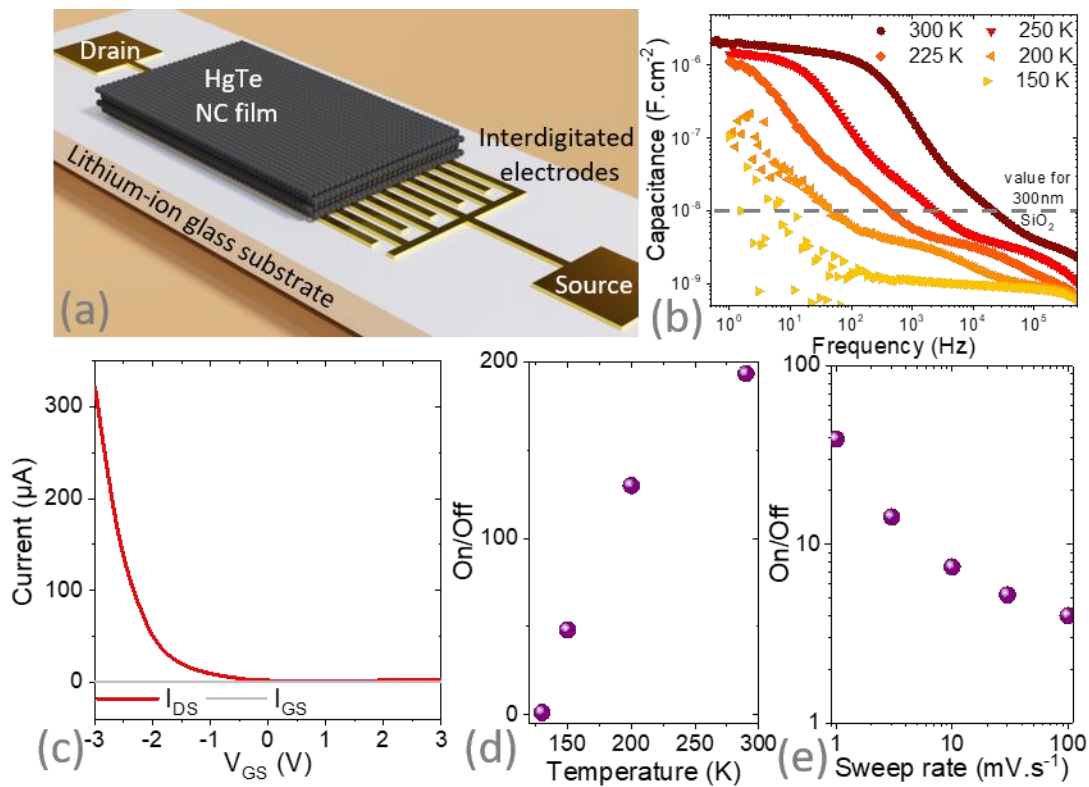 Drain
HgTe
NC film
Interdigitated
electrodes
Lithium-ion glass substrate
Source
(a)
Capacitance (F.cm⁻²)
10⁻⁶
10⁻⁷
10⁻⁸
10⁻⁹
300 K
250 K
225 K
200 K
150 K
value for
300nm
SiO₂
(b)
10⁰ 10¹ 10² 10³ 10⁴ 10⁵
Frequency (Hz)
Current (µA)
300
200
100
0
I_DS I_GS
-3 -2 -1 0 1 2 3
(c)
V_GS (V)
On/Off
200
100
0
150 200 250 300
(d)
Temperature (K)
On/Off
100
10
1
1 10 100
(e)
Sweep rate (mV.s⁻¹)